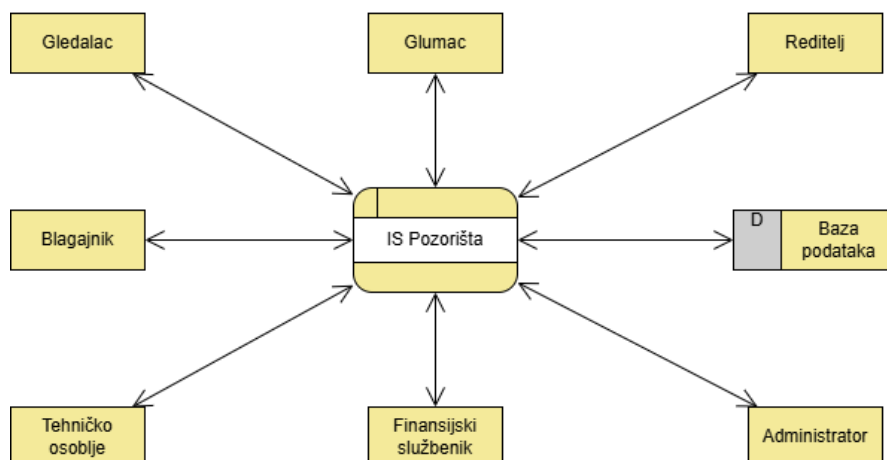 Gledalac
Glumac
Reditelj
Blagajnik
IS Pozorišta
D
Baza
podataka
Tehničko
osoblje
Finansijski
službenik
Administrator